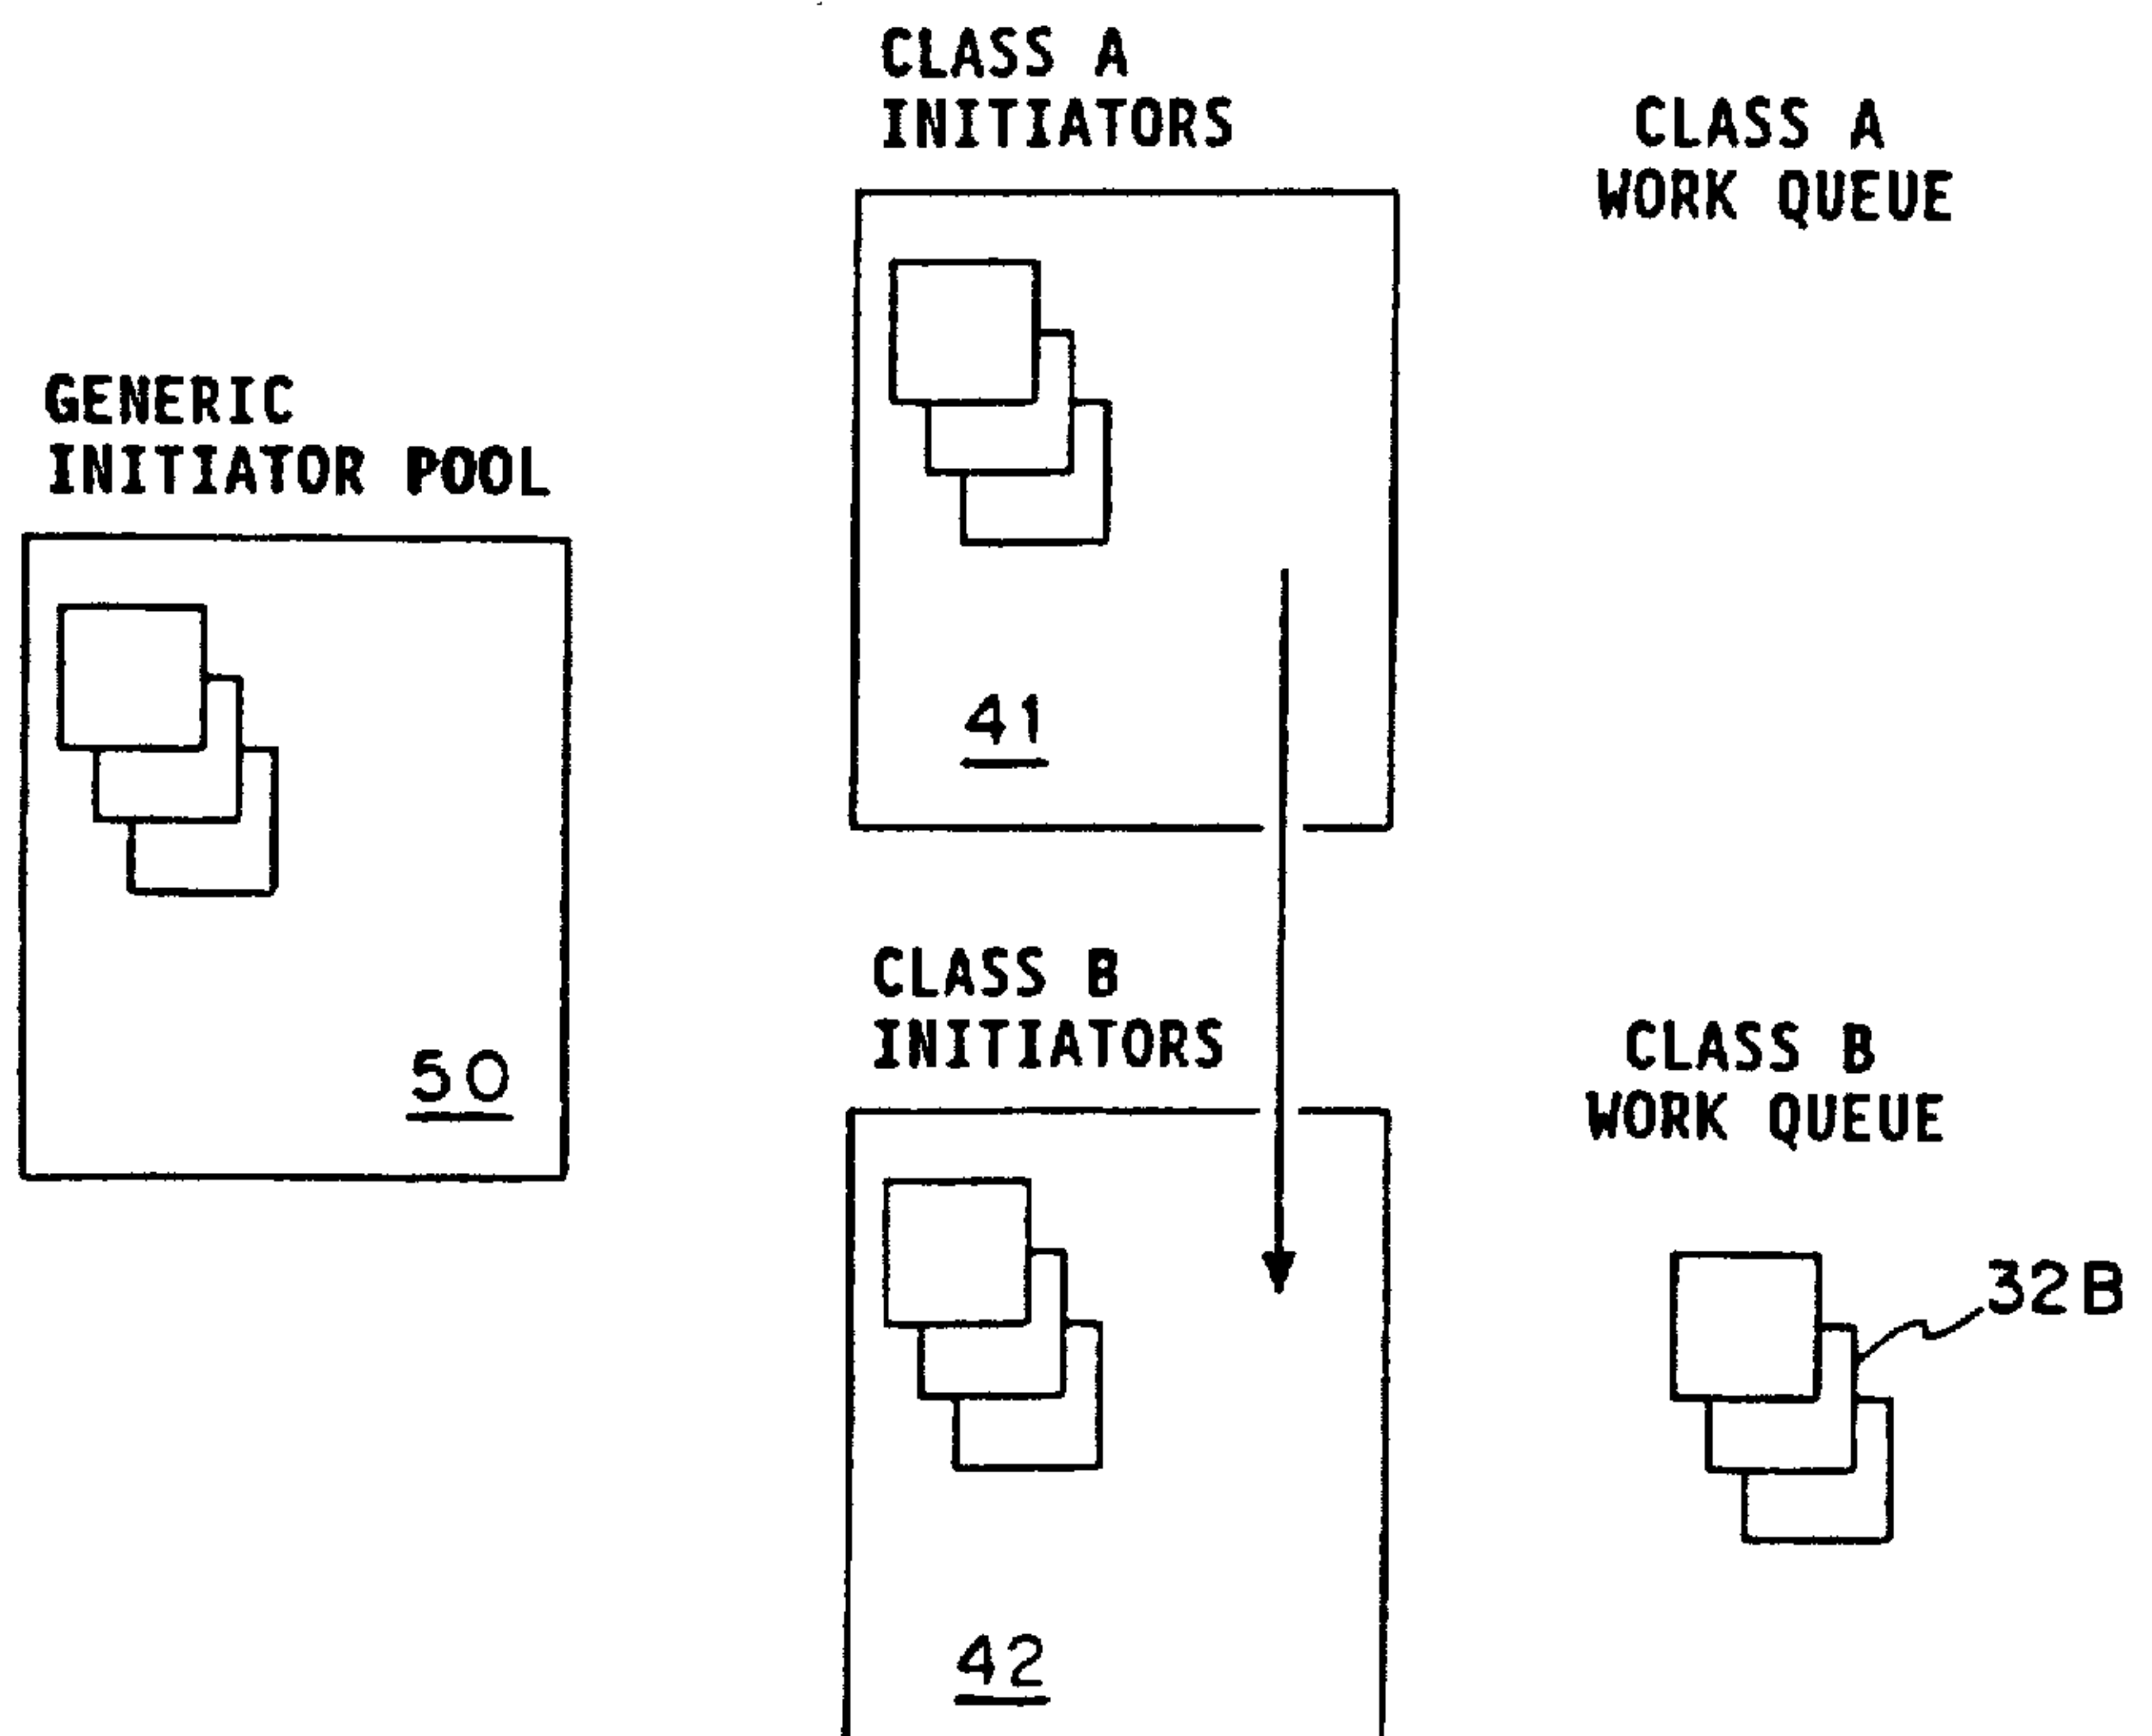 CLASS A
INITIATORS
CLASS A
WORK QUEUE
GENERIC
INITIATOR POOL
41
50
CLASS B
INITIATORS
CLASS B
WORK QUEUE
32B
42